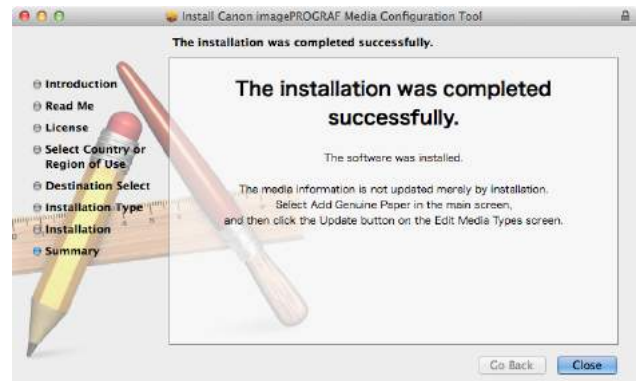 Install Canon imagePROGRAF Media Configuration Tool
The installation was completed successfully.
Introduction
Read Me
License
Select Country or
Region of Use
Destination Select
Installation Type
Installation
Summary
The installation was completed
successfully.
The software was installed.
The media information is not updated merely by installation.
Select Add Genuine Paper in the main screen,
and then click the Update button on the Edit Media Types screen.
Go Back
Close